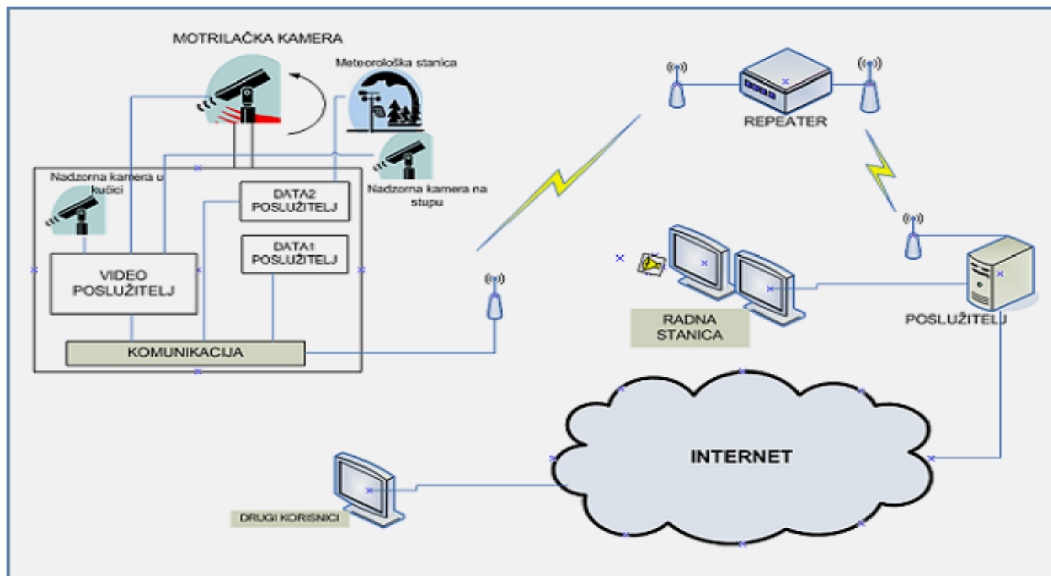 MOTRILAČKA KAMERA
Meteorološka stanica
REPEATER
Nadzorna kamera u
kućici
Nadzorna kamera na
stupu
DATA2
POSLUŽITELJ
DATA1
POSLUŽITELJ
VIDEO
POSLUŽITELJ
KOMUNIKACIJA
RADNA
STANICA
POSLUŽITELJ
INTERNET
DRUGI KORISNICI